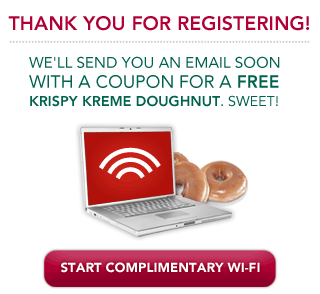 THANK YOU FOR REGISTERING!
WE'LL SEND YOU AN EMAIL SOON
WITH A COUPON FOR A FREE
KRISPY KREME DOUGHNUT. SWEET!
START COMPLIMENTARY WI-FI